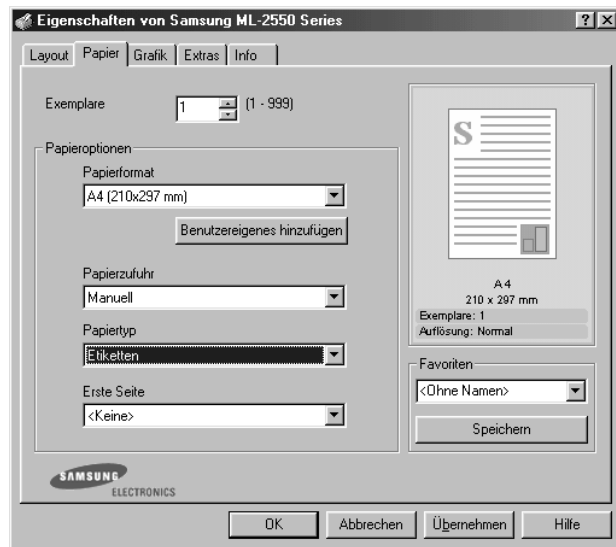 Eigenschaften von Samsung ML-2550 Series
Layout Papier Grafik Extras Info
Exemplare 1 (1 - 999)
Papieroptionen
Papierformat
A4 (210x297 mm)
Benutzereigenes hinzufügen
Papierzufuhr
Manuell
Papiertyp
Etiketten
Erste Seite
<Keine>
S
A4
210 x 297 mm
Exemplare: 1
Auflösung: Normal
Favoriten
<Ohne Namen>
Speichern
SAMSUNG
ELECTRONICS
OK Abbrechen Übernehmen Hilfe